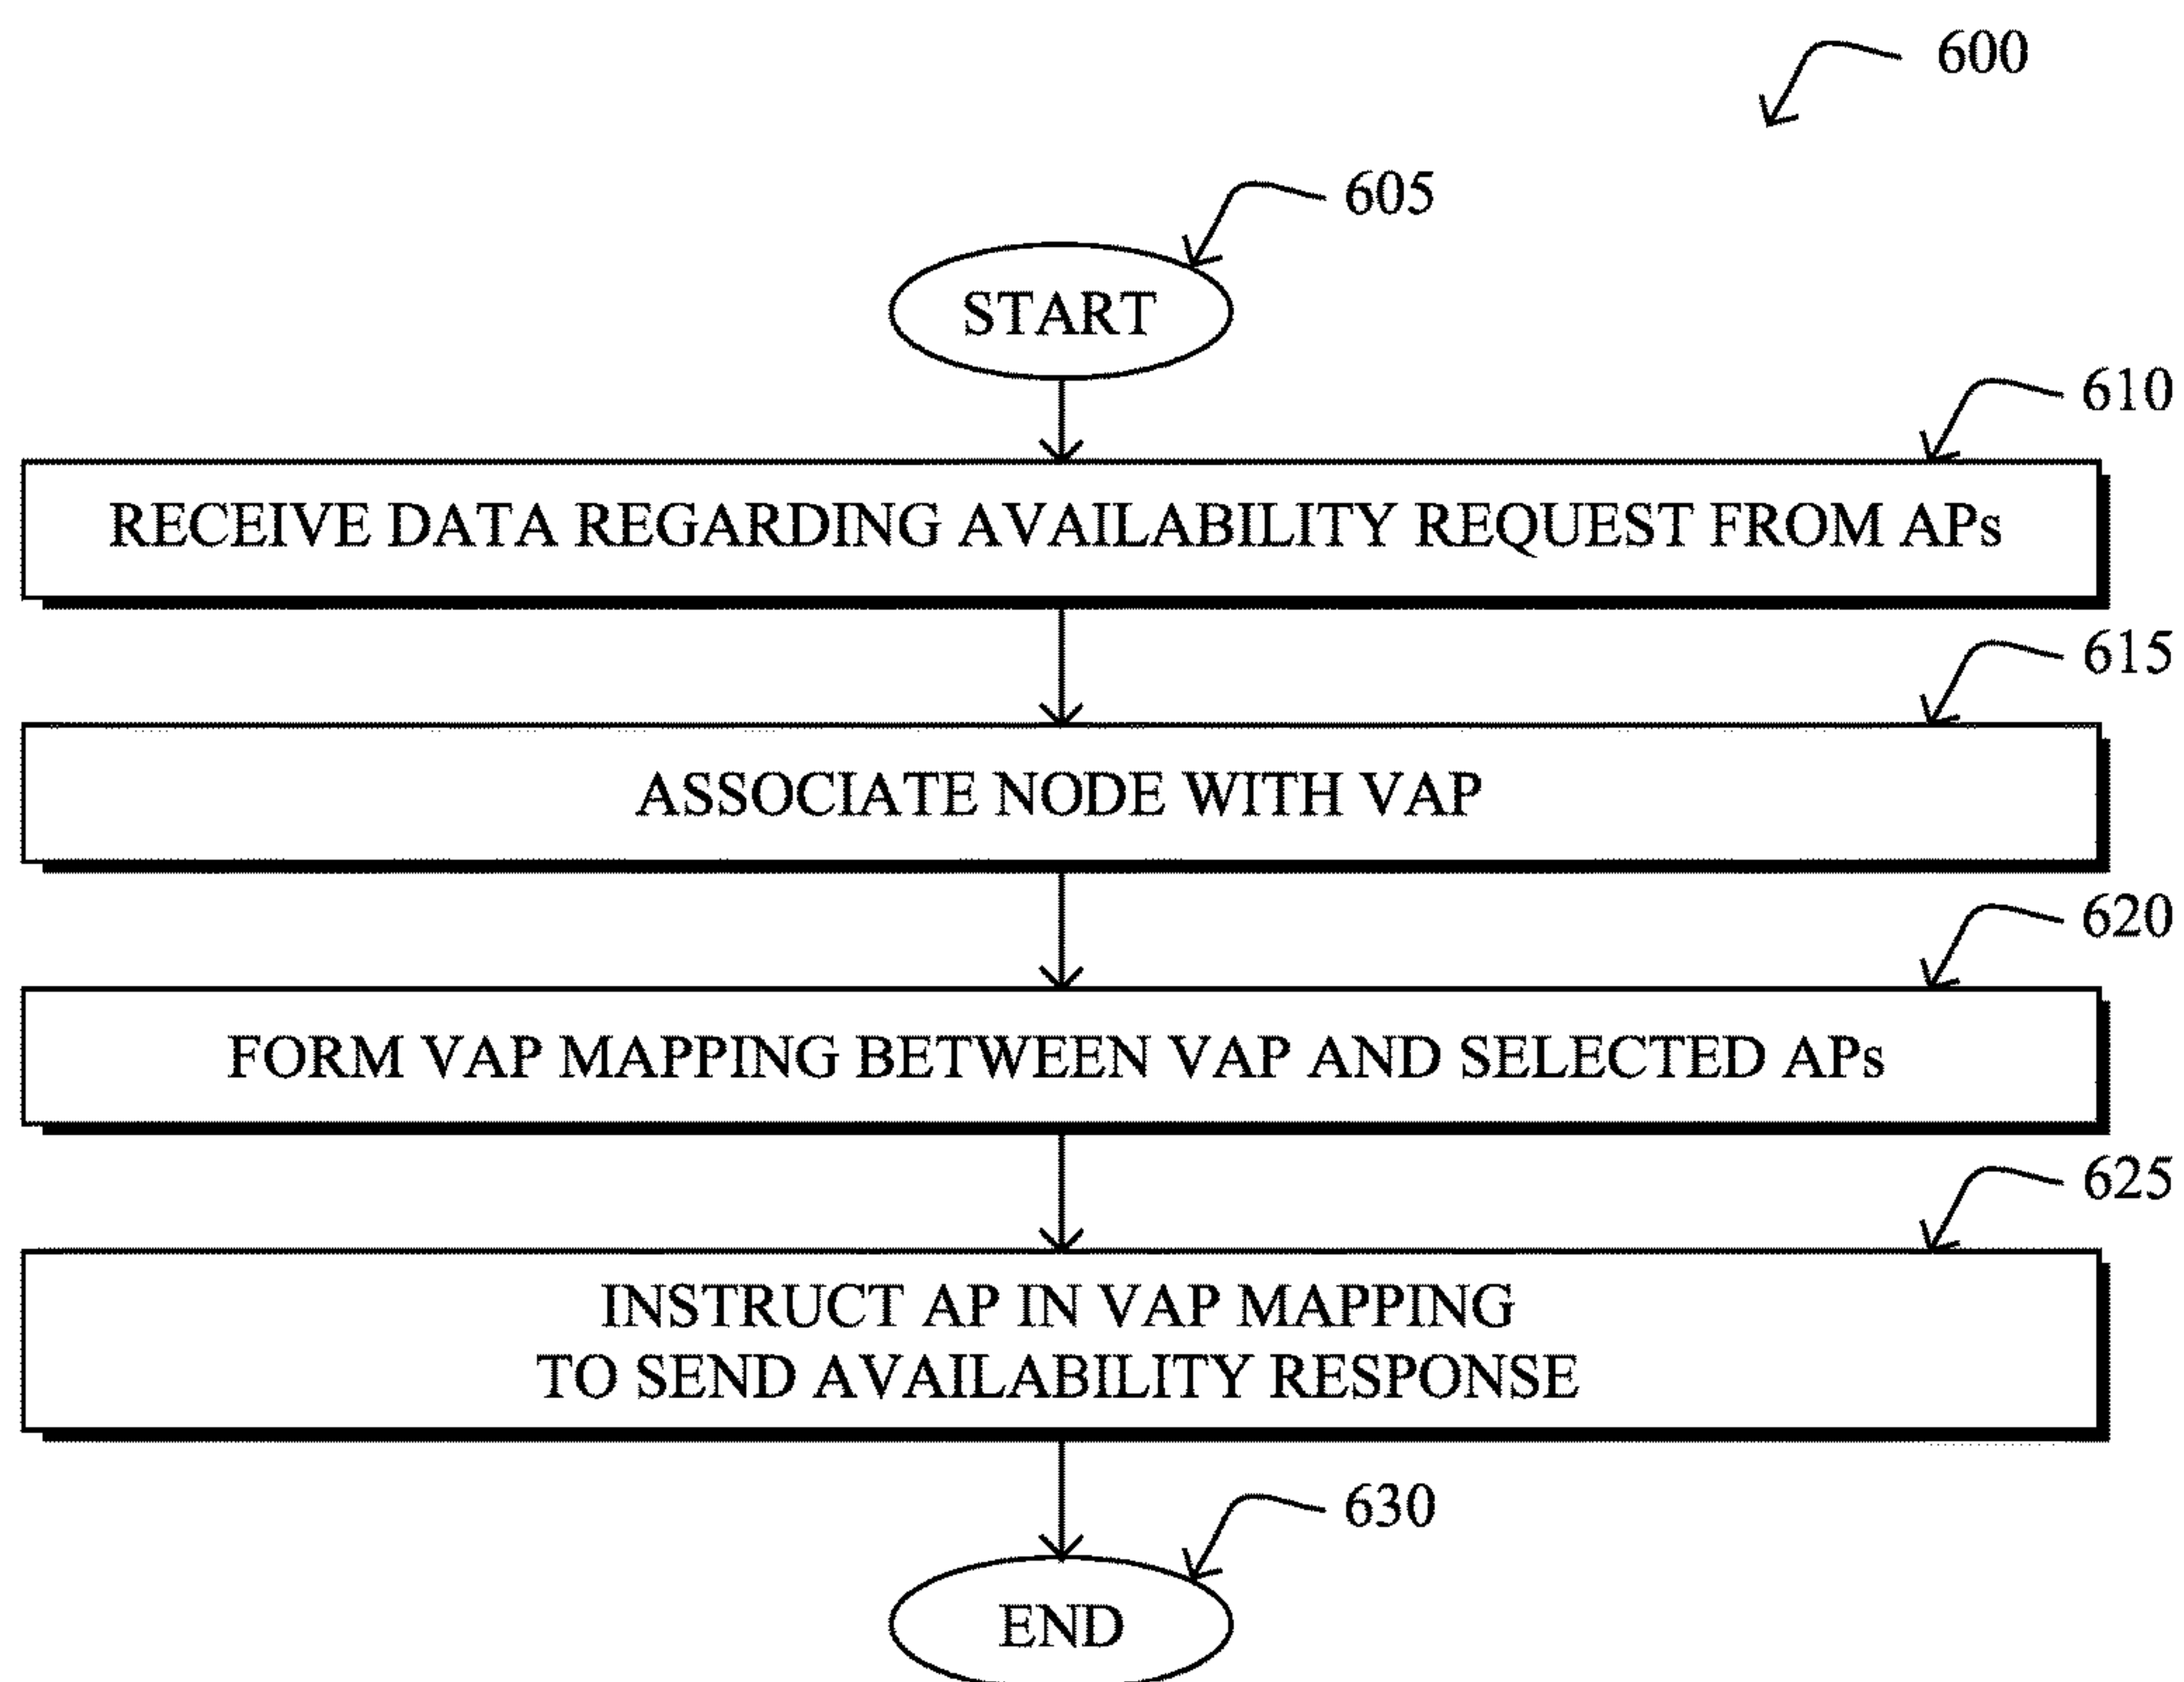 600
605
START
610
RECEIVE DATA REGARDING AVAILABILITY REQUEST FROM APs
615
ASSOCIATE NODE WITH VAP
620
FORM VAP MAPPING BETWEEN VAP AND SELECTED APs
625
INSTRUCT AP IN VAP MAPPING
TO SEND AVAILABILITY RESPONSE
630
END